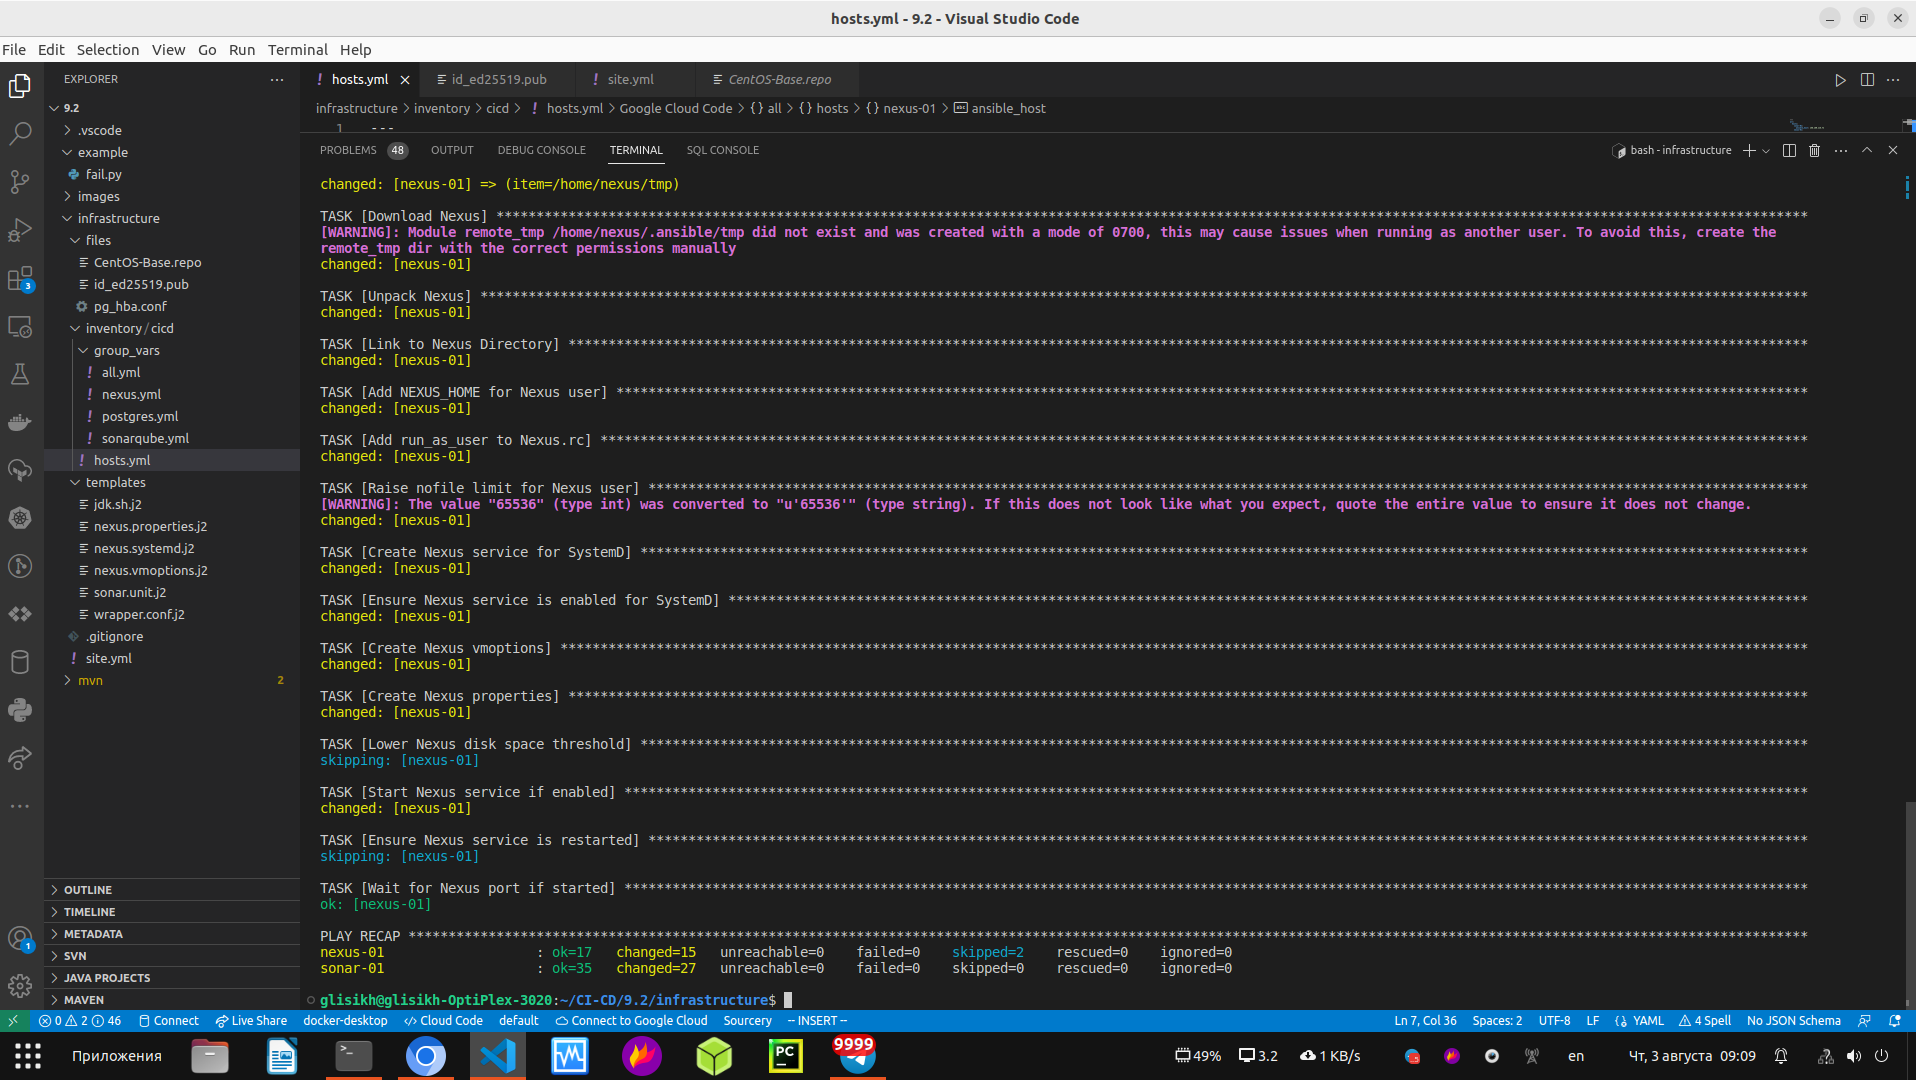 hosts.yml - 9.2 - Visual Studio Code
File Edit Selection View Go Run Terminal Help
EXPLORER
9.2
.vscode
example
fail.py
images
infrastructure
files
CentOS-Base.repo
id_ed25519.pub
pg_hba.conf
inventory/cicd
group_vars
all.yml
nexus.yml
postgres.yml
sonarqube.yml
hosts.yml
templates
jdk.sh.j2
nexus.properties.j2
nexus.systemd.j2
nexus.vmoptions.j2
sonar.unit.j2
wrapper.conf.j2
.gitignore
site.yml
mvn 2
OUTLINE
TIMELINE
METADATA
SVN
JAVA PROJECTS
MAVEN
3
1
hosts.yml id_ed25519.pub site.yml CentOS-Base.repo
infrastructure > inventory > cicd > ! hosts.yml > Google Cloud Code > {} all > {} hosts > {} nexus-01 > ansible_host
1 ---
PROBLEMS 48 OUTPUT DEBUG CONSOLE TERMINAL SQL CONSOLE bash - infrastructure
changed: [nexus-01] => (item=/home/nexus/tmp)
TASK [Download Nexus] ********************************************************************************************************************************************************************
[WARNING]: Module remote_tmp /home/nexus/.ansible/tmp did not exist and was created with a mode of 0700, this may cause issues when running as another user. To avoid this, create the
remote_tmp dir with the correct permissions manually
changed: [nexus-01]
TASK [Unpack Nexus] **********************************************************************************************************************************************************************
changed: [nexus-01]
TASK [Link to Nexus Directory] ***********************************************************************************************************************************************************
changed: [nexus-01]
TASK [Add NEXUS_HOME for Nexus user] *****************************************************************************************************************************************************
changed: [nexus-01]
TASK [Add run_as_user to Nexus.rc] *******************************************************************************************************************************************************
changed: [nexus-01]
TASK [Raise nofile limit for Nexus user] *************************************************************************************************************************************************
[WARNING]: The value "65536" (type int) was converted to "u'65536'" (type string). If this does not look like what you expect, quote the entire value to ensure it does not change.
changed: [nexus-01]
TASK [Create Nexus service for SystemD] **************************************************************************************************************************************************
changed: [nexus-01]
TASK [Ensure Nexus service is enabled for SystemD] ***************************************************************************************************************************************
changed: [nexus-01]
TASK [Create Nexus vmoptions] ************************************************************************************************************************************************************
changed: [nexus-01]
TASK [Create Nexus properties] ***********************************************************************************************************************************************************
changed: [nexus-01]
TASK [Lower Nexus disk space threshold] **************************************************************************************************************************************************
skipping: [nexus-01]
TASK [Start Nexus service if enabled] ****************************************************************************************************************************************************
changed: [nexus-01]
TASK [Ensure Nexus service is restarted] *************************************************************************************************************************************************
skipping: [nexus-01]
TASK [Wait for Nexus port if started] ****************************************************************************************************************************************************
ok: [nexus-01]
PLAY RECAP *******************************************************************************************************************************************************************************
nexus-01 : ok=17 changed=15 unreachable=0 failed=0 skipped=2 rescued=0 ignored=0
sonar-01 : ok=35 changed=27 unreachable=0 failed=0 skipped=0 rescued=0 ignored=0
glisikh@glisikh-OptiPlex-3020:~/CI-CD/9.2/infrastructure$
0 2 46 Connect Live Share docker-desktop Cloud Code default Connect to Google Cloud Sourcery -- INSERT -- Ln 7, Col 36 Spaces: 2 UTF-8 LF YAML 4 Spell No JSON Schema
Приложения PC 9999 49% 3.2 1 KB/s en Чт, 3 августа 09:09